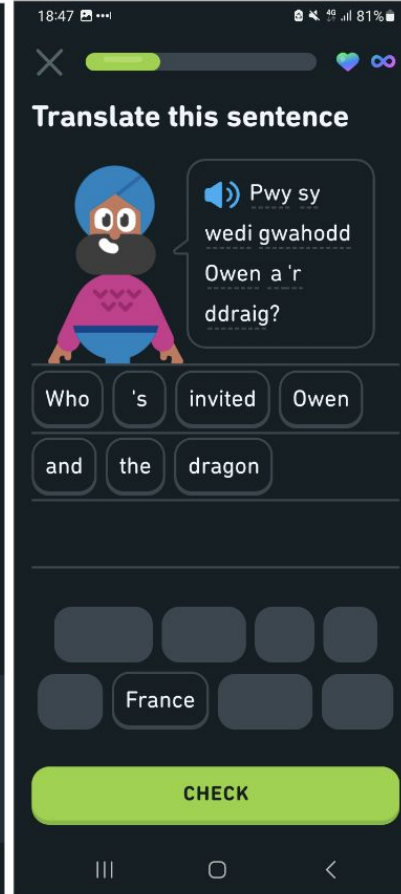 18:47
4G 81%
Translate this sentence
Pwy sy
wedi gwahodd
Owen a'r
ddraig?
Who 's invited Owen
and the dragon
France
CHECK